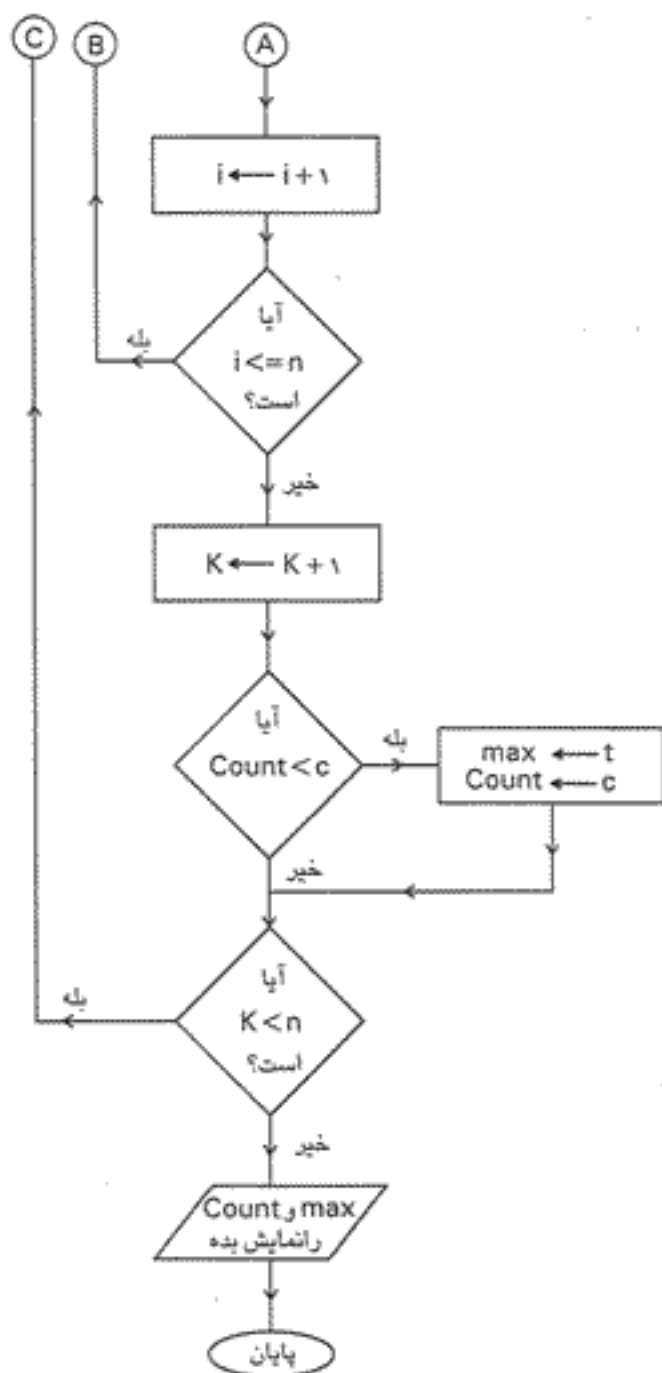 C B A
i ← i + ۱
آیا
i <= n
است؟
بله
خیر
K ← K + ۱
آیا
Count < c
بله
max ← t
Count ← c
خیر
آیا
K < n
است؟
بله
خیر
max و Count
رانمایش بده
پایان